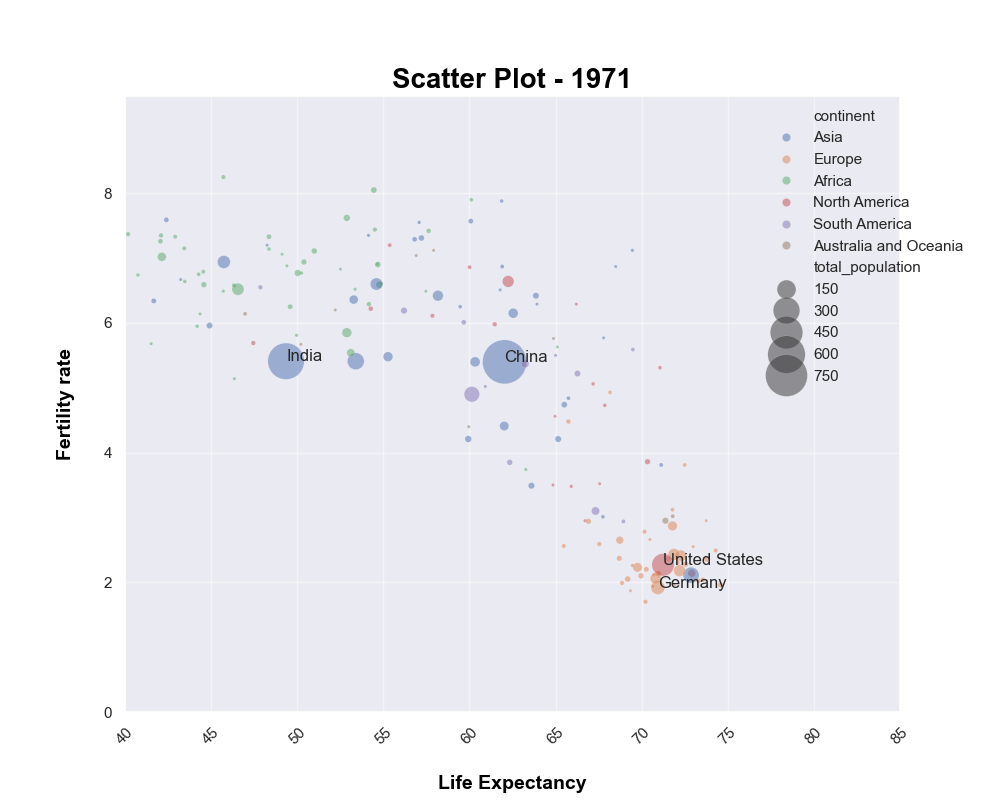 Scatter Plot - 1971
continent
Asia
Europe
Africa
North America
South America
Australia and Oceania
total_population
150
300
450
600
750
India
China
United States
Germany
Fertility rate
8
6
4
2
0
40 45 50 55 60 65 70 75 80 85
Life Expectancy